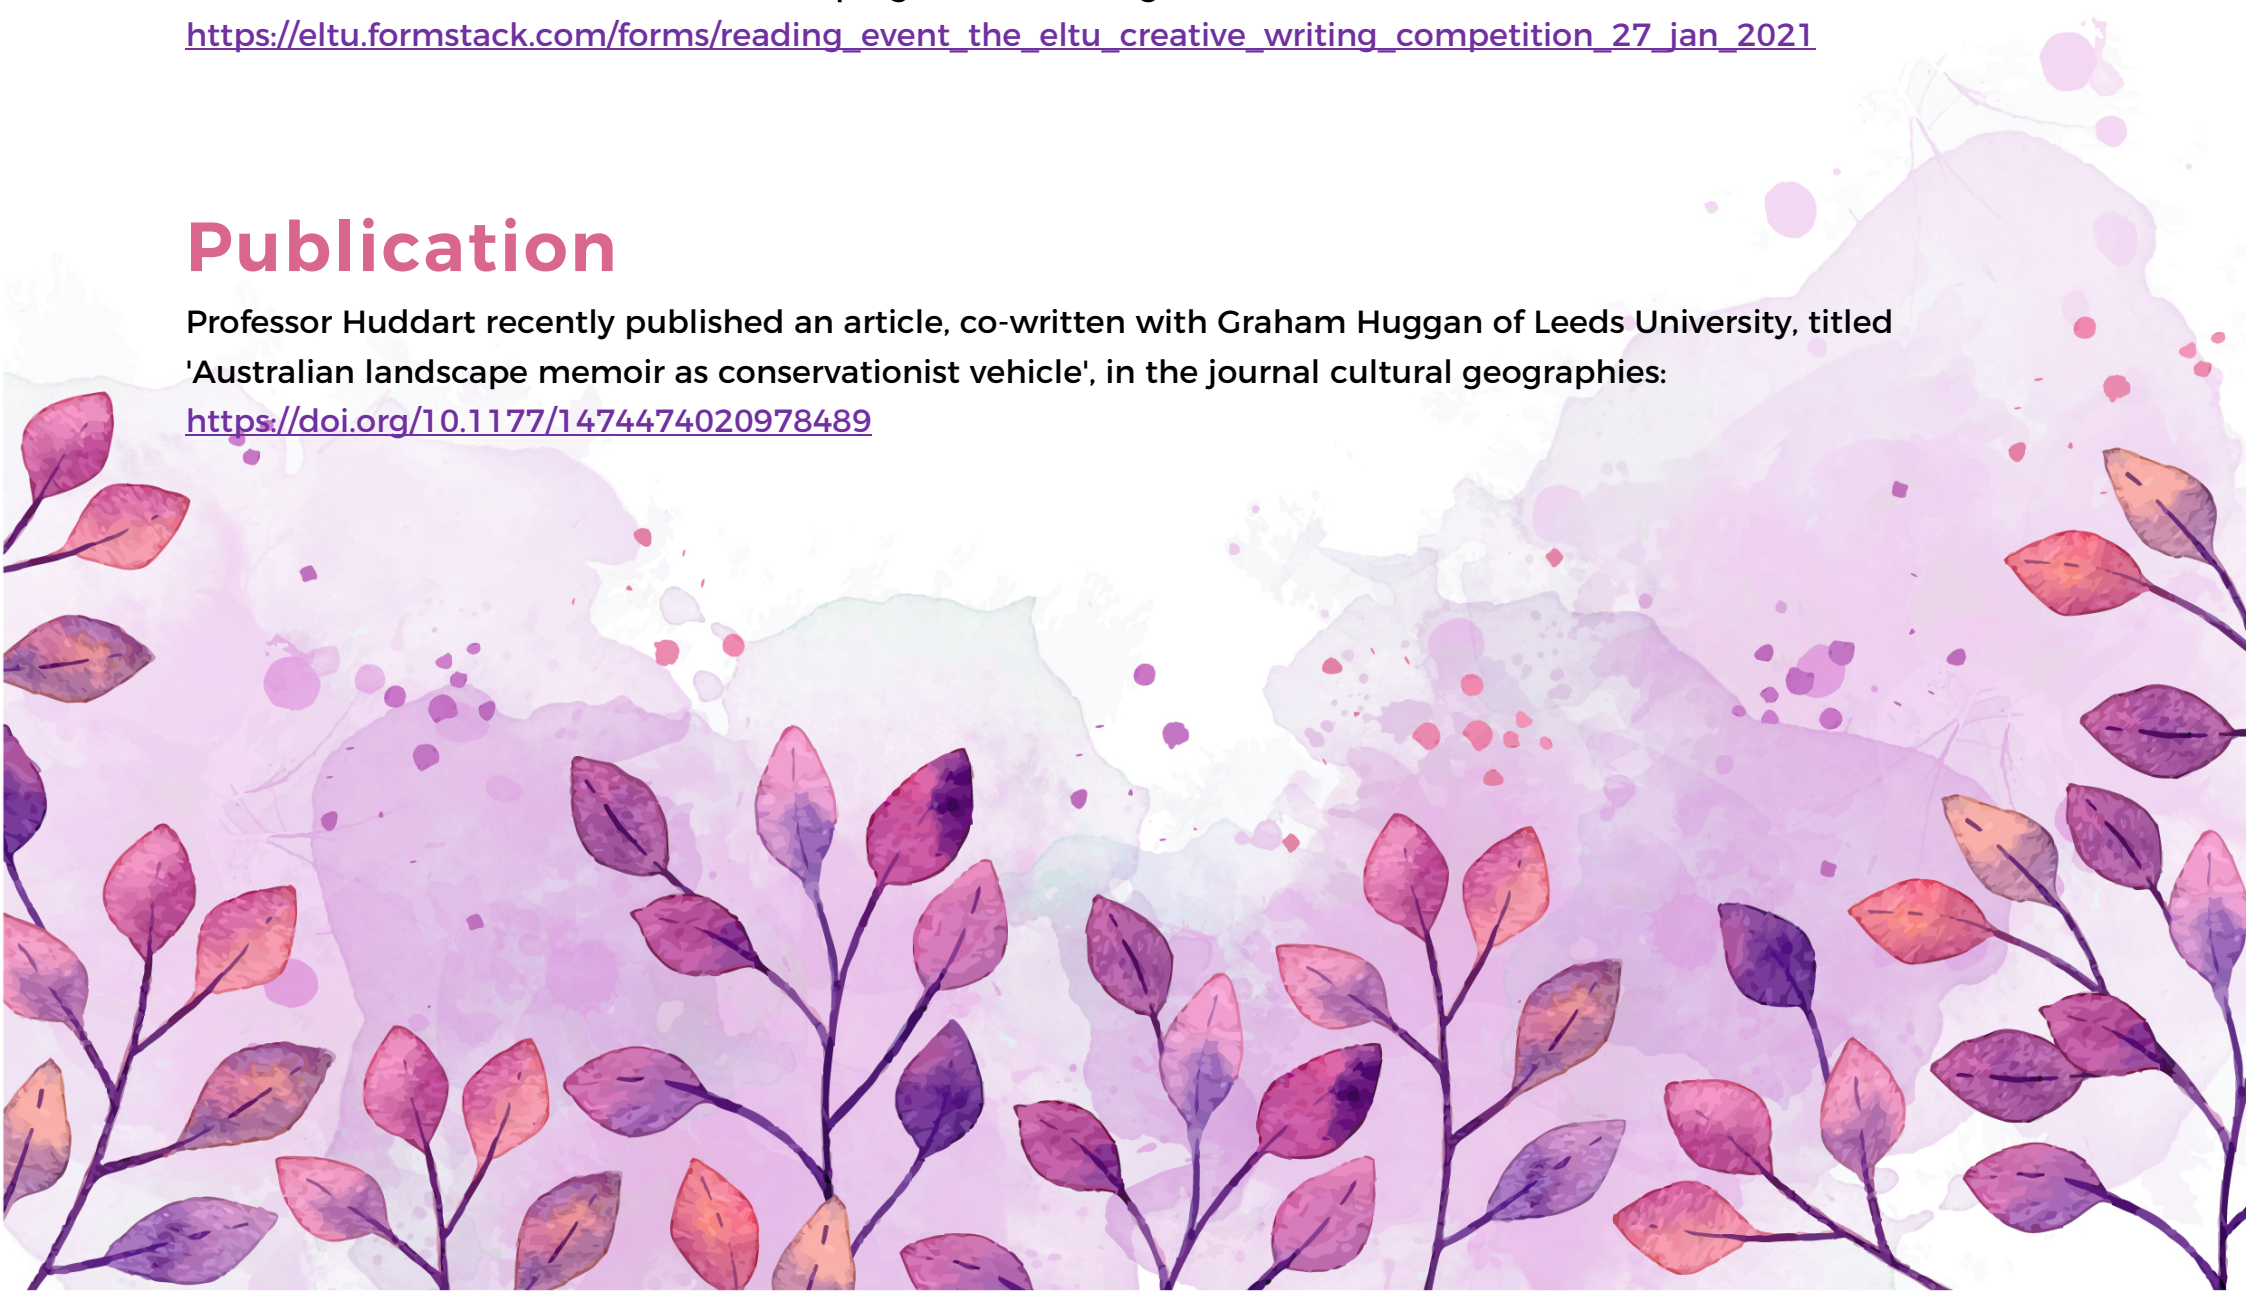 https://eltu.formstack.com/forms/reading_event_the_eltu_creative_writing_competition_27_jan_2021
Publication
Professor Huddart recently published an article, co-written with Graham Huggan of Leeds University, titled
'Australian landscape memoir as conservationist vehicle', in the journal cultural geographies:
https://doi.org/10.1177/1474474020978489